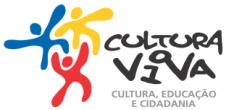 CULTURA
VIVA
CULTURA, EDUCAÇÃO
E CIDADANIA